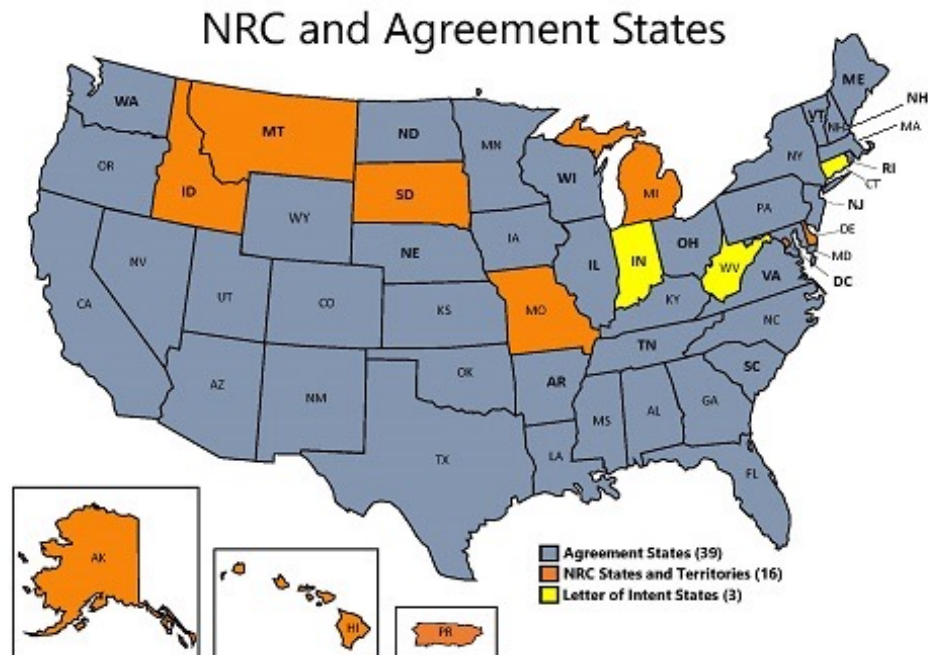 NRC and Agreement States
WA
MT
ND
MN
ME
NH
VT
NH
MA
OR
ID
SD
WI
MI
NY
RI
CT
WY
NE
IA
PA
NJ
NV
UT
CO
KS
MO
IL
IN
OH
WV
VA
DE
MD
DC
CA
KY
AZ
NM
OK
AR
TN
NC
SC
TX
LA
MS
AL
GA
FL
AK
HI
PR
Agreement States (39)
NRC States and Territories (16)
Letter of Intent States (3)